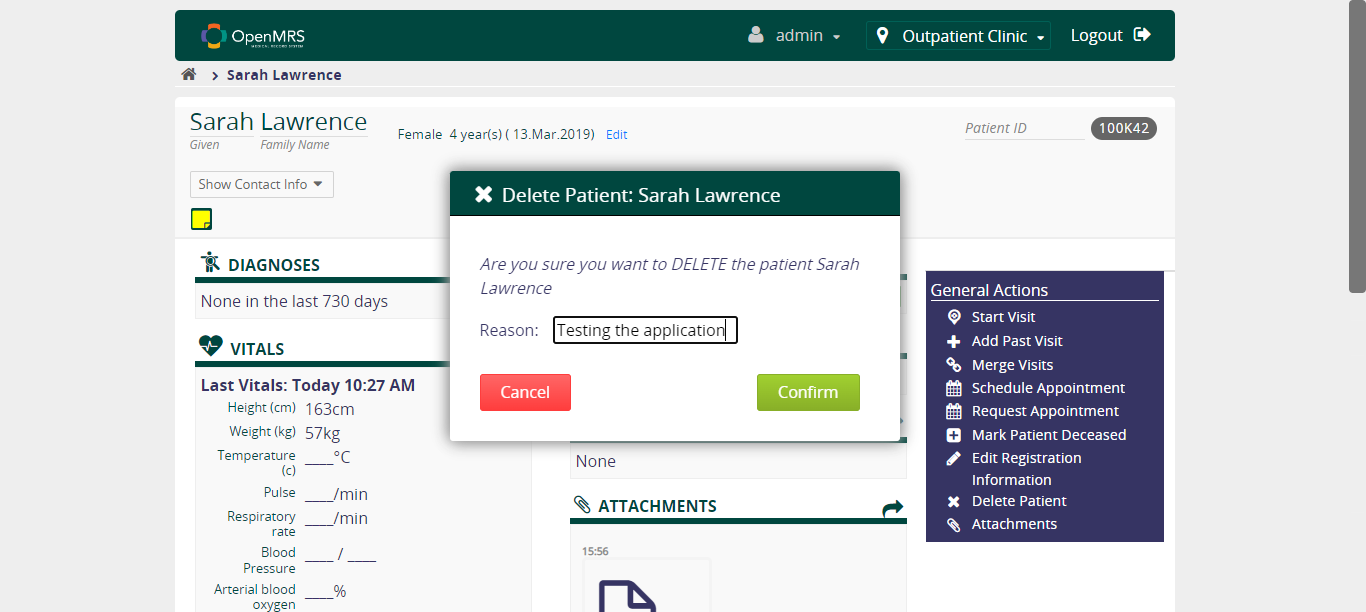 OpenMRS
MEDICAL RECORD SYSTEM
admin
Outpatient Clinic
Logout
Sarah Lawrence
Sarah Lawrence
Given Family Name
Female 4 year(s) ( 13.Mar.2019) Edit
Patient ID
100K42
Show Contact Info
Delete Patient: Sarah Lawrence
Are you sure you want to DELETE the patient Sarah
Lawrence
Reason: Testing the application
Cancel
Confirm
DIAGNOSES
None in the last 730 days
VITALS
Last Vitals: Today 10:27 AM
Height (cm) 163cm
Weight (kg) 57kg
Temperature
(c) ____°C
Pulse ____/min
Respiratory
rate ____/min
Blood
Pressure ____ / ____
Arterial blood
oxygen ____%
None
ATTACHMENTS
15:56
General Actions
Start Visit
Add Past Visit
Merge Visits
Schedule Appointment
Request Appointment
Mark Patient Deceased
Edit Registration
Information
Delete Patient
Attachments